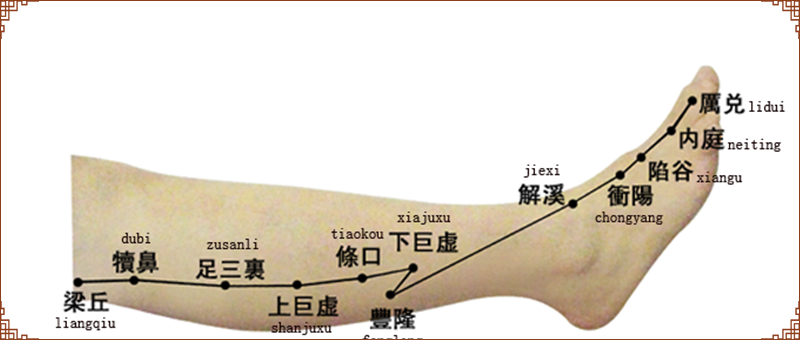 梁丘
liangqiu
dubi
犢鼻
zusanli
足三裏
上巨虚
shanjuxu
tiaokou
條口
xiajuxu
下巨虚
豐隆
fenglong
jiexi
解溪
衝陽
chongyang
陷谷 xiangu
内庭 neiting
厲兑 lidui